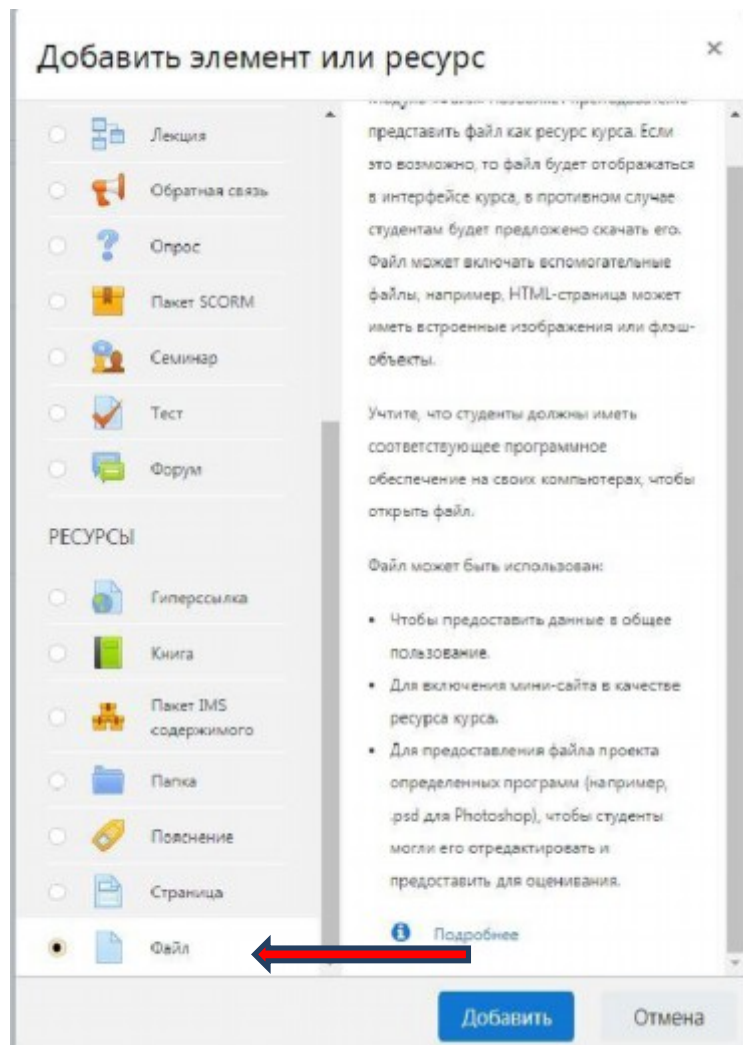 Добавить элемент или ресурс
×
Лекция
Обратная связь
Опрос
Пакет SCORM
Семинар
Тест
Форум
РЕСУРСЫ
Гиперссылка
Книга
Пакет IMS
содержимого
Папка
Пояснение
Страница
Файл
представить файл как ресурс курса. Если
это возможно, то файл будет отображаться
в интерфейсе курса, в противном случае
студентам будет предложено скачать его.
Файл может включать вспомогательные
файлы, например, HTML-страница может
иметь встроенные изображения или флэш-
объекты.
Учтите, что студенты должны иметь
соответствующее программное
обеспечение на своих компьютерах, чтобы
открыть файл.
Файл может быть использован:
• Чтобы предоставить данные в общее
пользование.
• Для включения мини-сайта в качестве
ресурса курса.
• Для предоставления файла проекта
определенных программ (например,
.psd для Photoshop), чтобы студенты
могли его отредактировать и
предоставить для оценивания.
Подробнее
Добавить
Отмена